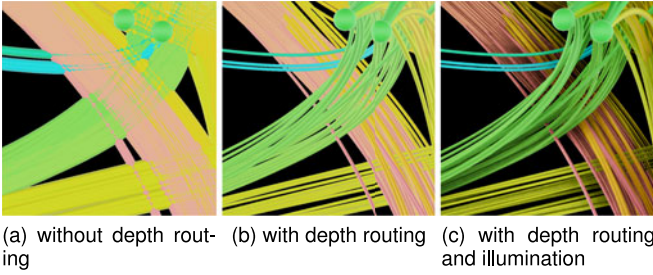 (a) without depth rout-
ing
(b) with depth routing
(c) with depth routing
and illumination